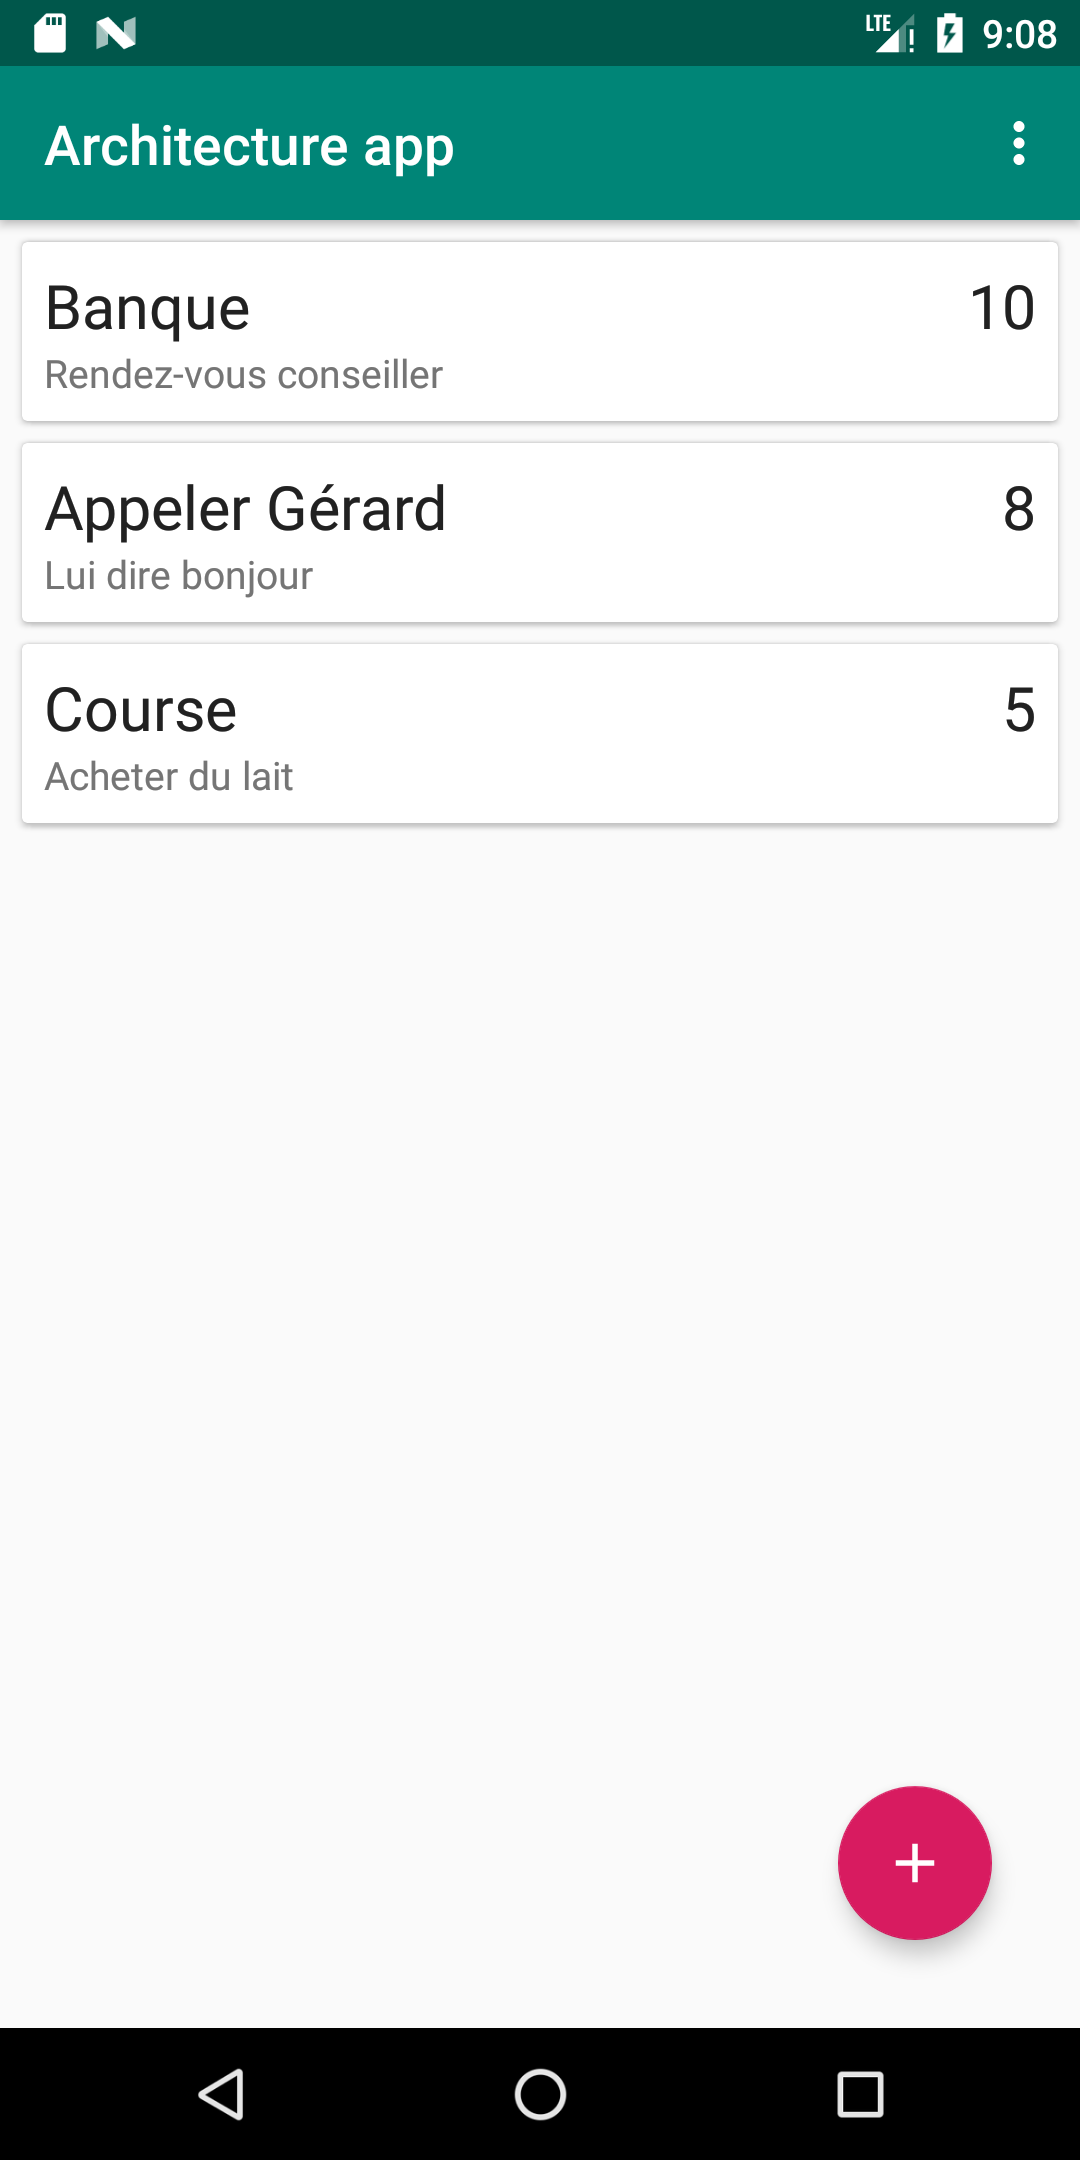 LTE 9:08
Architecture app
Banque 10
Rendez-vous conseiller
Appeler Gérard 8
Lui dire bonjour
Course 5
Acheter du lait